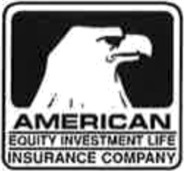 AMERICAN
EQUITY INVESTMENT LIFE
INSURANCE COMPANY